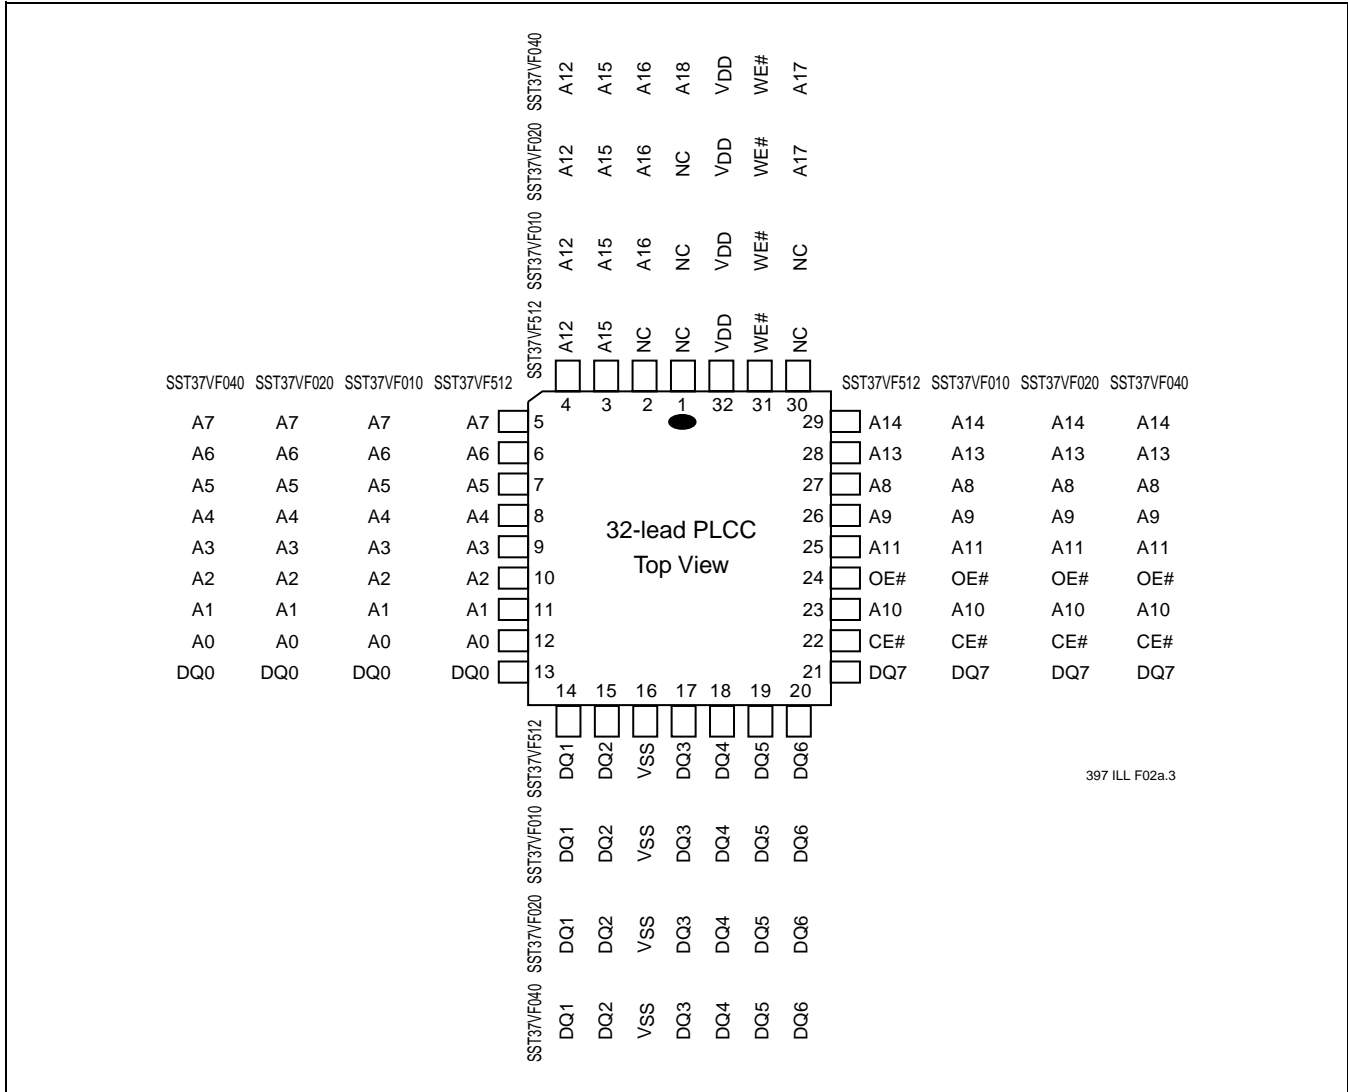 SST37VF040 A12 A15 A16 A18 VDD WE# A17
SST37VF020 A12 A15 A16 NC VDD WE# A17
SST37VF010 A12 A15 A16 NC VDD WE# NC
SST37VF512 A12 A15 NC NC VDD WE# NC
SST37VF040 SST37VF020 SST37VF010 SST37VF512 SST37VF512 SST37VF010 SST37VF020 SST37VF040
4 3 2 1 32 31 30
A7 A7 A7 A7 5 29 A14 A14 A14 A14
A6 A6 A6 A6 6 28 A13 A13 A13 A13
A5 A5 A5 A5 7 27 A8 A8 A8 A8
A4 A4 A4 A4 8 26 A9 A9 A9 A9
32-lead PLCC
A3 A3 A3 A3 9 25 A11 A11 A11 A11
Top View
A2 A2 A2 A2 10 24 OE# OE# OE# OE#
A1 A1 A1 A1 11 23 A10 A10 A10 A10
A0 A0 A0 A0 12 22 CE# CE# CE# CE#
DQ0 DQ0 DQ0 DQ0 13 21 DQ7 DQ7 DQ7 DQ7
14 15 16 17 18 19 20
SST37VF512 DQ1 DQ2 VSS DQ3 DQ4 DQ5 DQ6
397 ILL F02a.3
SST37VF010 DQ1 DQ2 VSS DQ3 DQ4 DQ5 DQ6
SST37VF020 DQ1 DQ2 VSS DQ3 DQ4 DQ5 DQ6
SST37VF040 DQ1 DQ2 VSS DQ3 DQ4 DQ5 DQ6